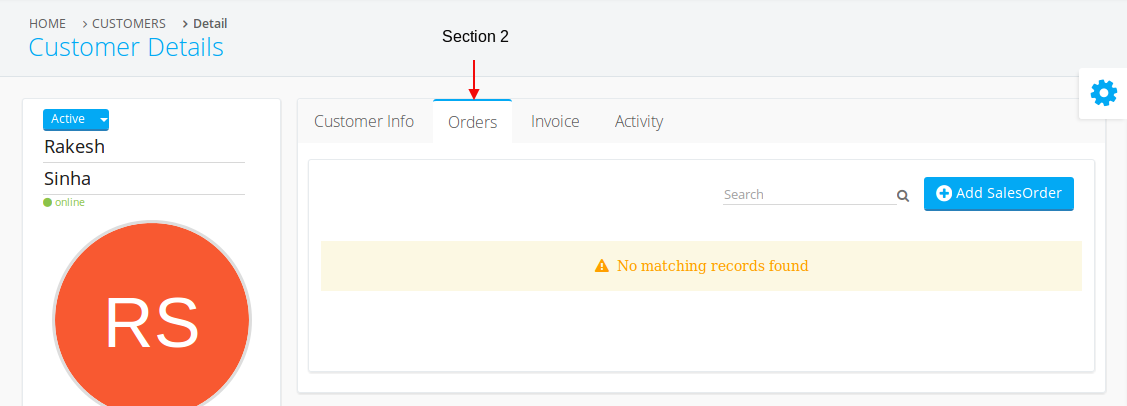 HOME > CUSTOMERS > Detail
Customer Details
Section 2
Active
Rakesh
Sinha
online
RS
Customer Info Orders Invoice Activity
Search
Add SalesOrder
No matching records found